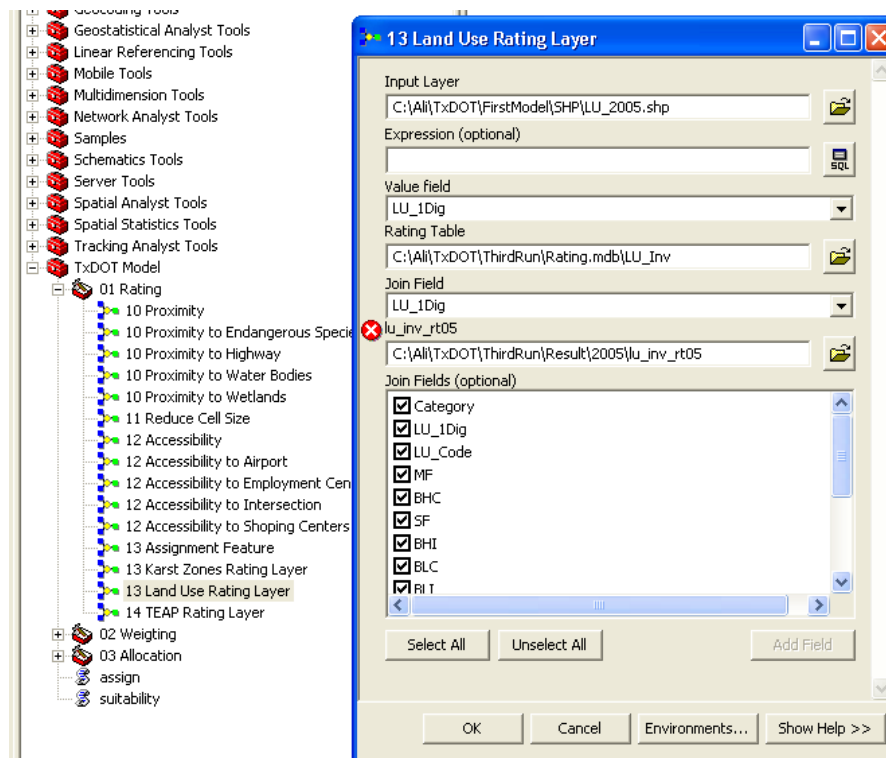 Geocoding Tools
Geostatistical Analyst Tools
Linear Referencing Tools
Mobile Tools
Multidimension Tools
Network Analyst Tools
Samples
Schematics Tools
Server Tools
Spatial Analyst Tools
Spatial Statistics Tools
Tracking Analyst Tools
TxDOT Model
01 Rating
10 Proximity
10 Proximity to Endangerous Specie
10 Proximity to Highway
10 Proximity to Water Bodies
10 Proximity to Wetlands
11 Reduce Cell Size
12 Accessibility
12 Accessibility to Airport
12 Accessibility to Employment Cen
12 Accessibility to Intersection
12 Accessibility to Shoping Centers
13 Assignment Feature
13 Karst Zones Rating Layer
13 Land Use Rating Layer
14 TEAP Rating Layer
02 Weigting
03 Allocation
assign
suitability
13 Land Use Rating Layer
Input Layer
C:\Ali\TxDOT\FirstModel\SHP\LU_2005.shp
Expression (optional)
SQL
Value field
LU_1Dig
Rating Table
C:\Ali\TxDOT\ThirdRun\Rating.mdb\LU_Inv
Join Field
LU_1Dig
lu_inv_rt05
C:\Ali\TxDOT\ThirdRun\Result\2005\lu_inv_rt05
Join Fields (optional)
Category
LU_1Dig
LU_Code
MF
BHC
SF
BHI
BLC
BLI
Select All
Unselect All
Add Field
OK
Cancel
Environments...
Show Help >>